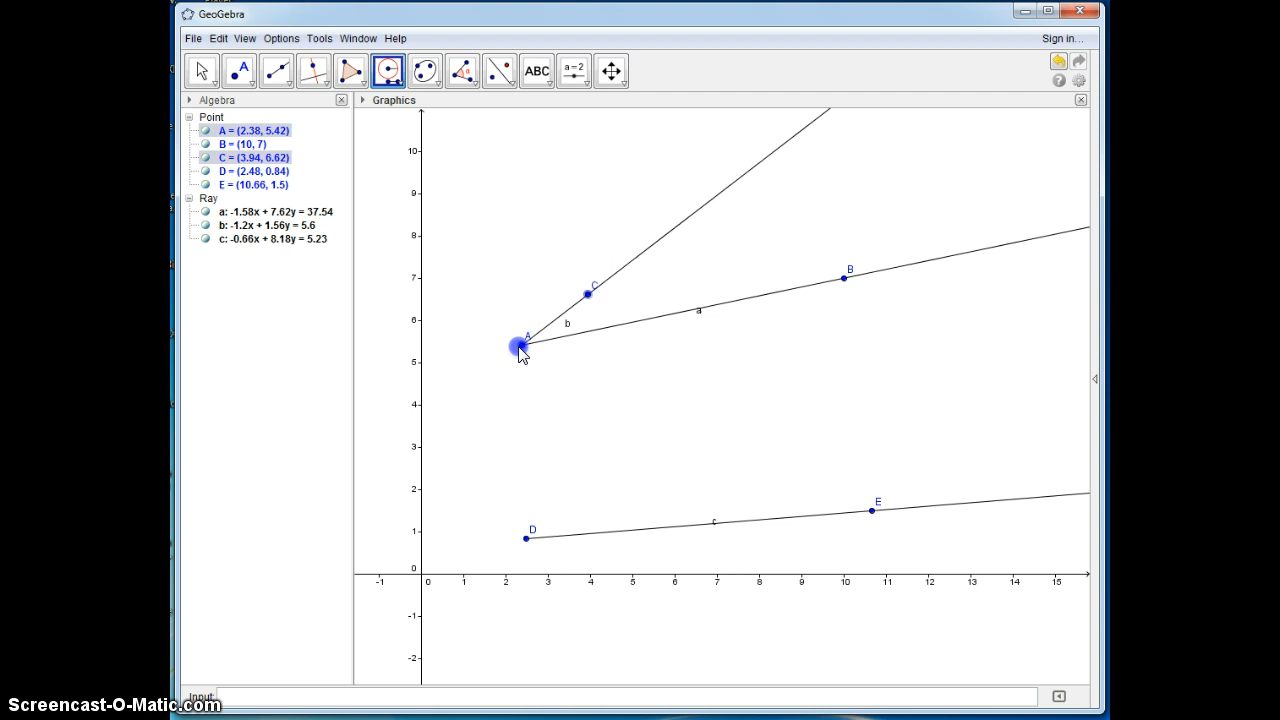 GeoGebra
File Edit View Options Tools Window Help Sign in...
A ABC a = 2
Algebra
Graphics
Point
A = (2.38, 5.42)
B = (10, 7)
C = (3.94, 6.62)
D = (2.48, 0.84)
E = (10.66, 1.5)
Ray
a: -1.58x + 7.62y = 37.54
b: -1.2x + 1.56y = 5.6
c: -0.66x + 8.18y = 5.23
10
9
8
7
6
5
4
3
2
1
0
-1
-2
-1 0 1 2 3 4 5 6 7 8 9 10 11 12 13 14 15
C
B
b
a
A
D
c
E
Input:
Screencast-O-Matic.com